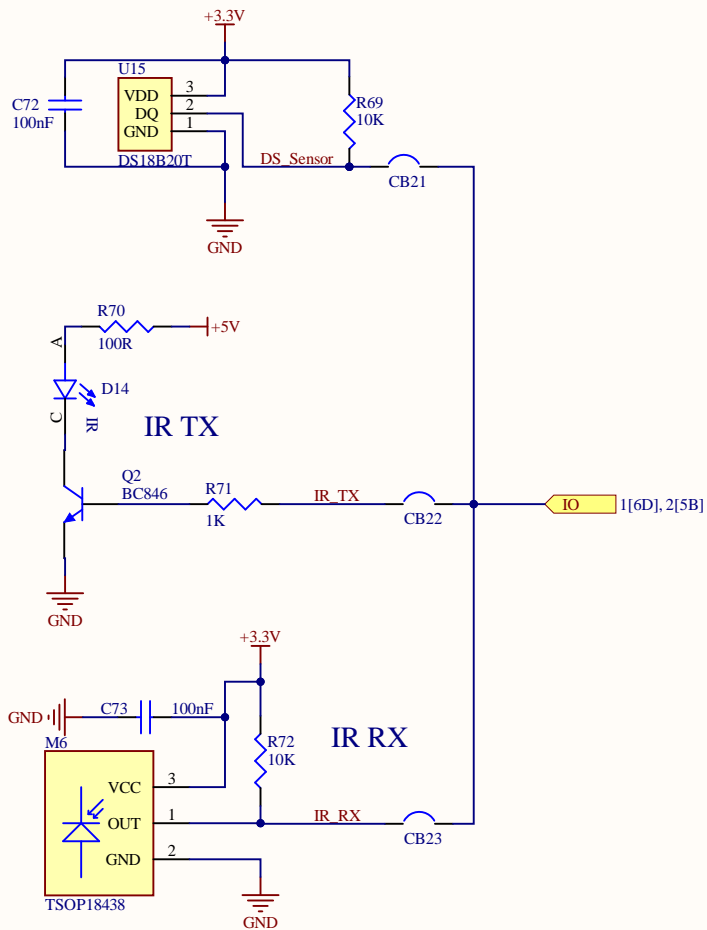 +3.3V
U15
C72
100nF
VDD
3
DQ
2
GND
1
DS18B20T
DS_Sensor
R69
10K
CB21
GND
R70
100R
+5V
A
D14
C
IR
IR TX
Q2
BC846
R71
1K
IR_TX
CB22
IO
1[6D], 2[5B]
GND
+3.3V
GND
C73
100nF
M6
R72
10K
IR RX
VCC
3
OUT
1
IR_RX
CB23
GND
2
TSOP18438
GND